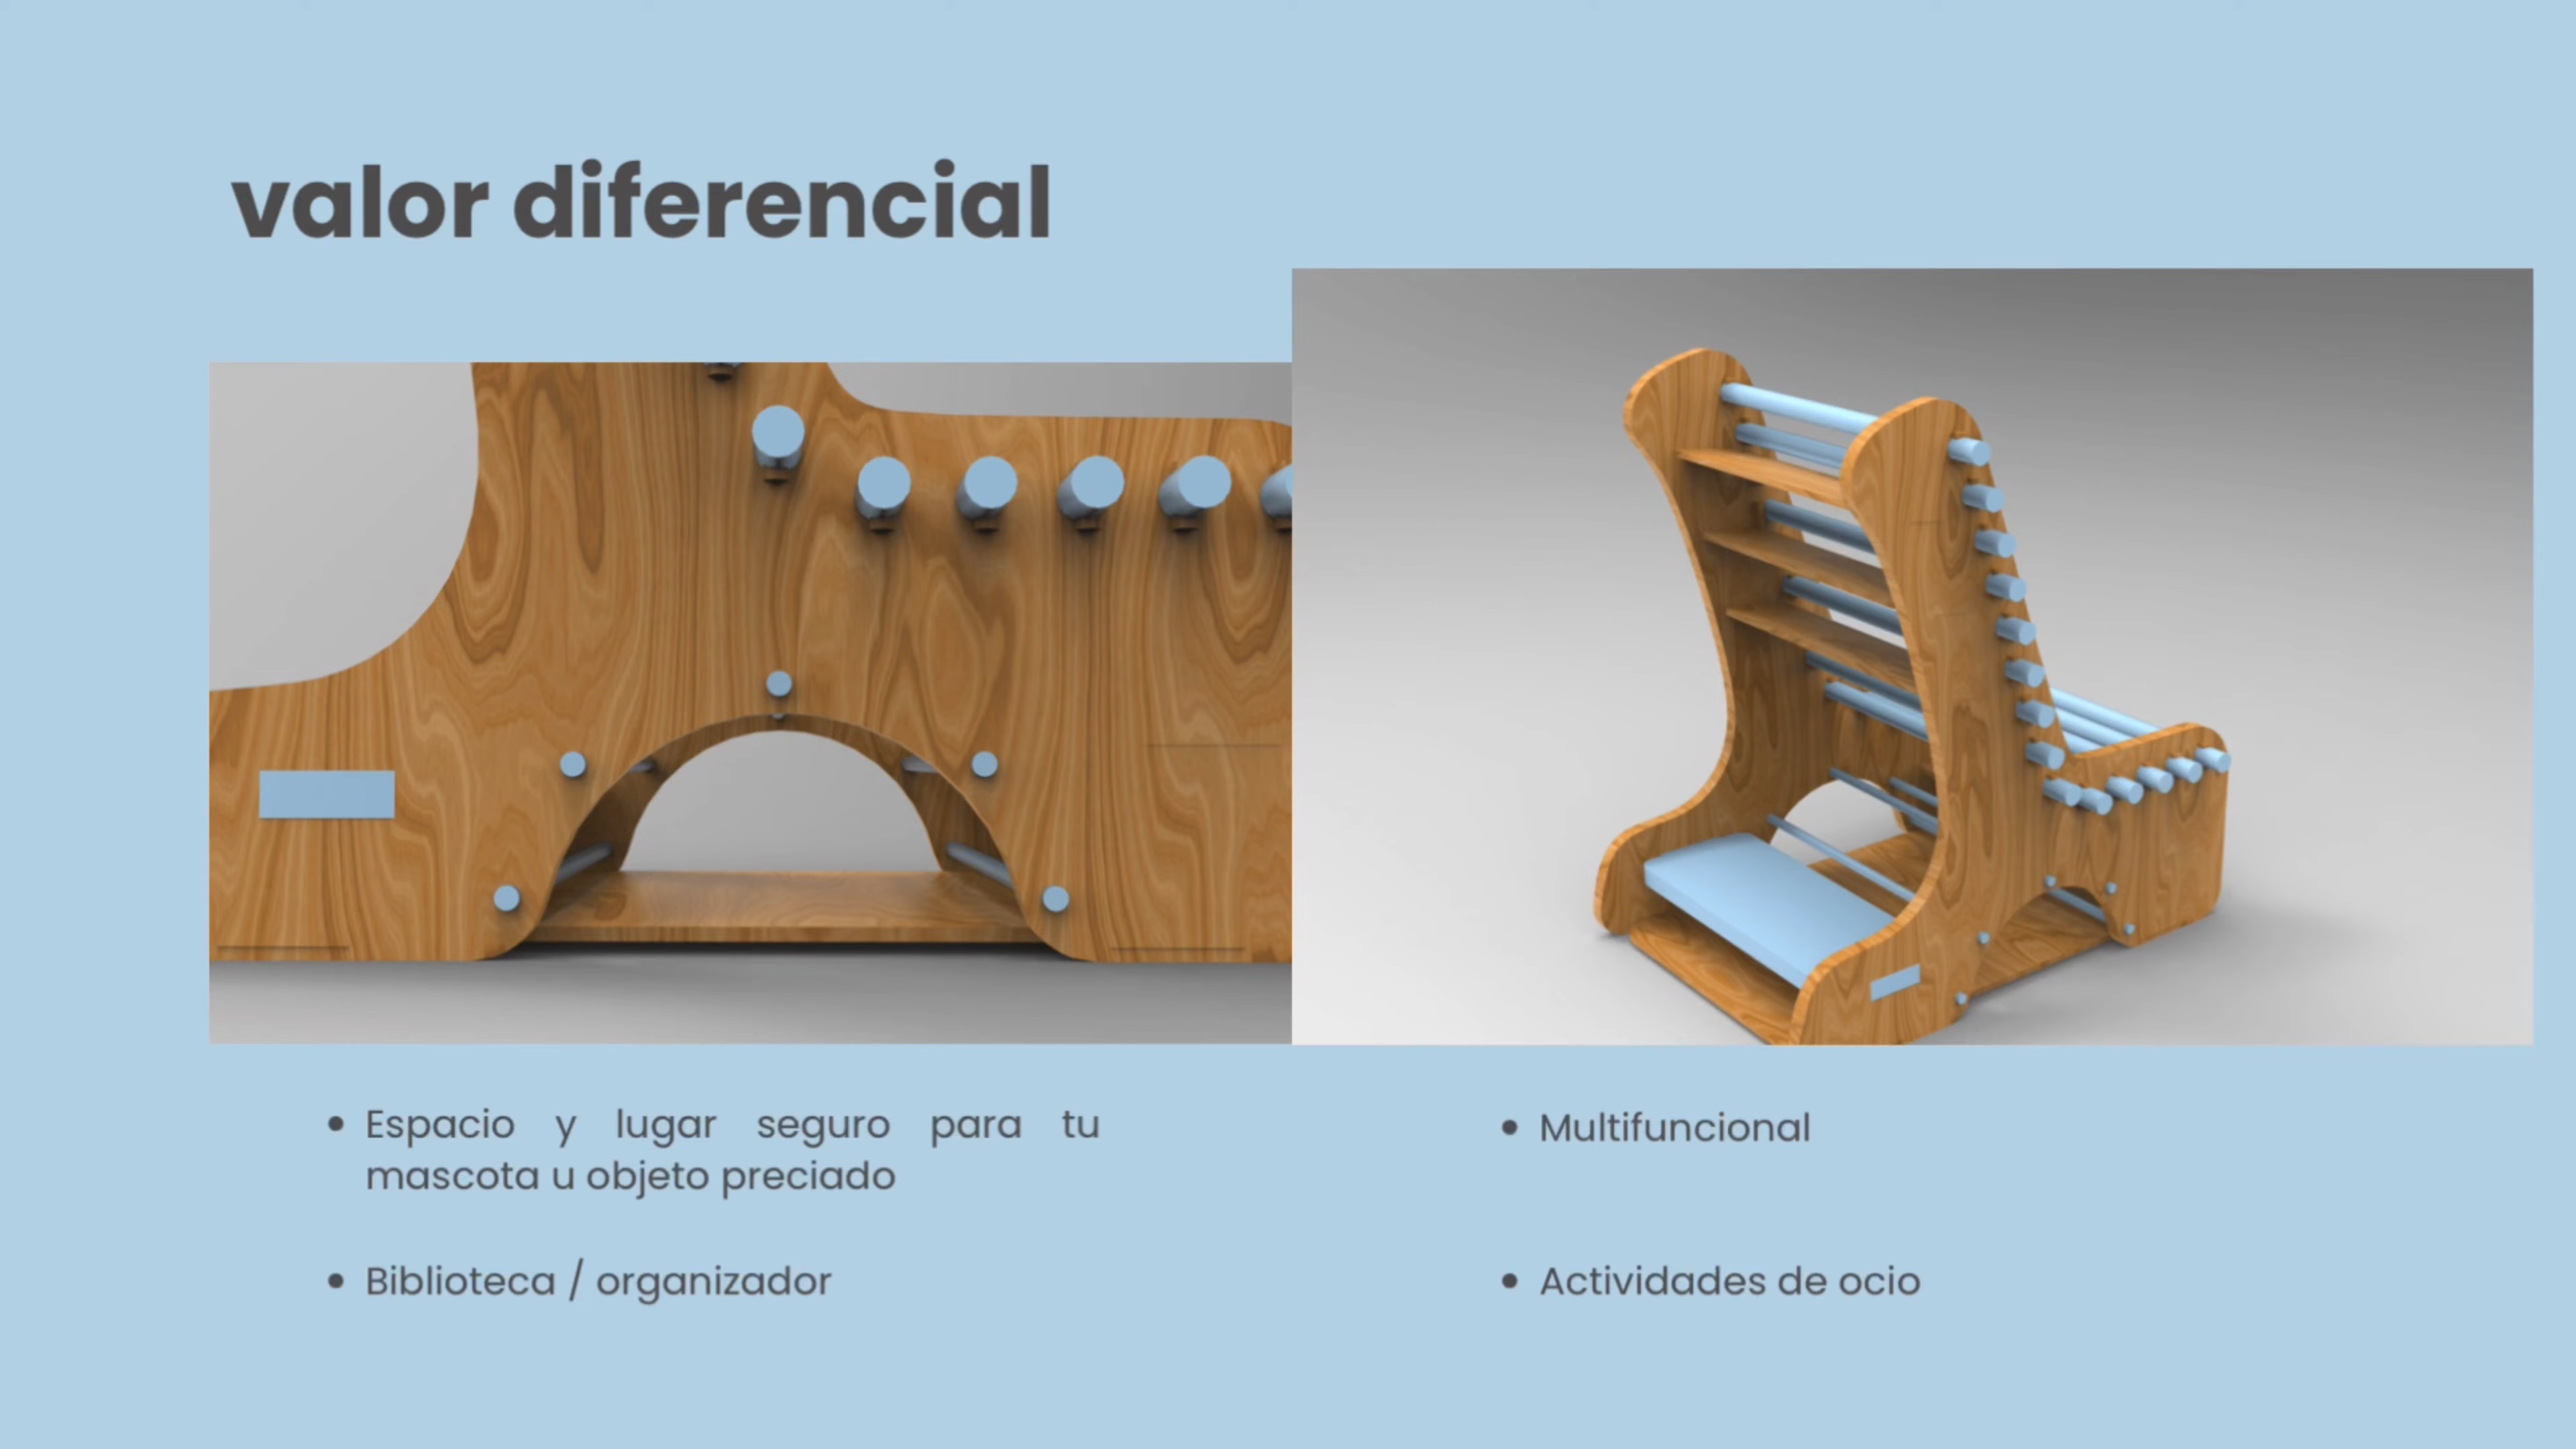 valor diferencial
• Espacio y lugar seguro para tu
mascota u objeto preciado
• Biblioteca / organizador
• Multifuncional
• Actividades de ocio